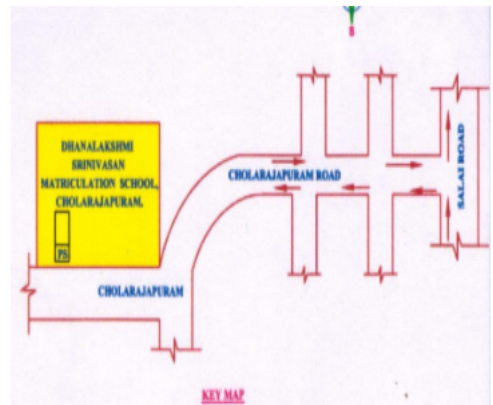 S
DHANALAKSHMI
SRINIVASAN
MATRICULATION SCHOOL,
CHOLARAJAPURAM.
PS
CHOLARAJAPURAM ROAD
SALAI ROAD
CHOLARAJAPURAM
KEY MAP